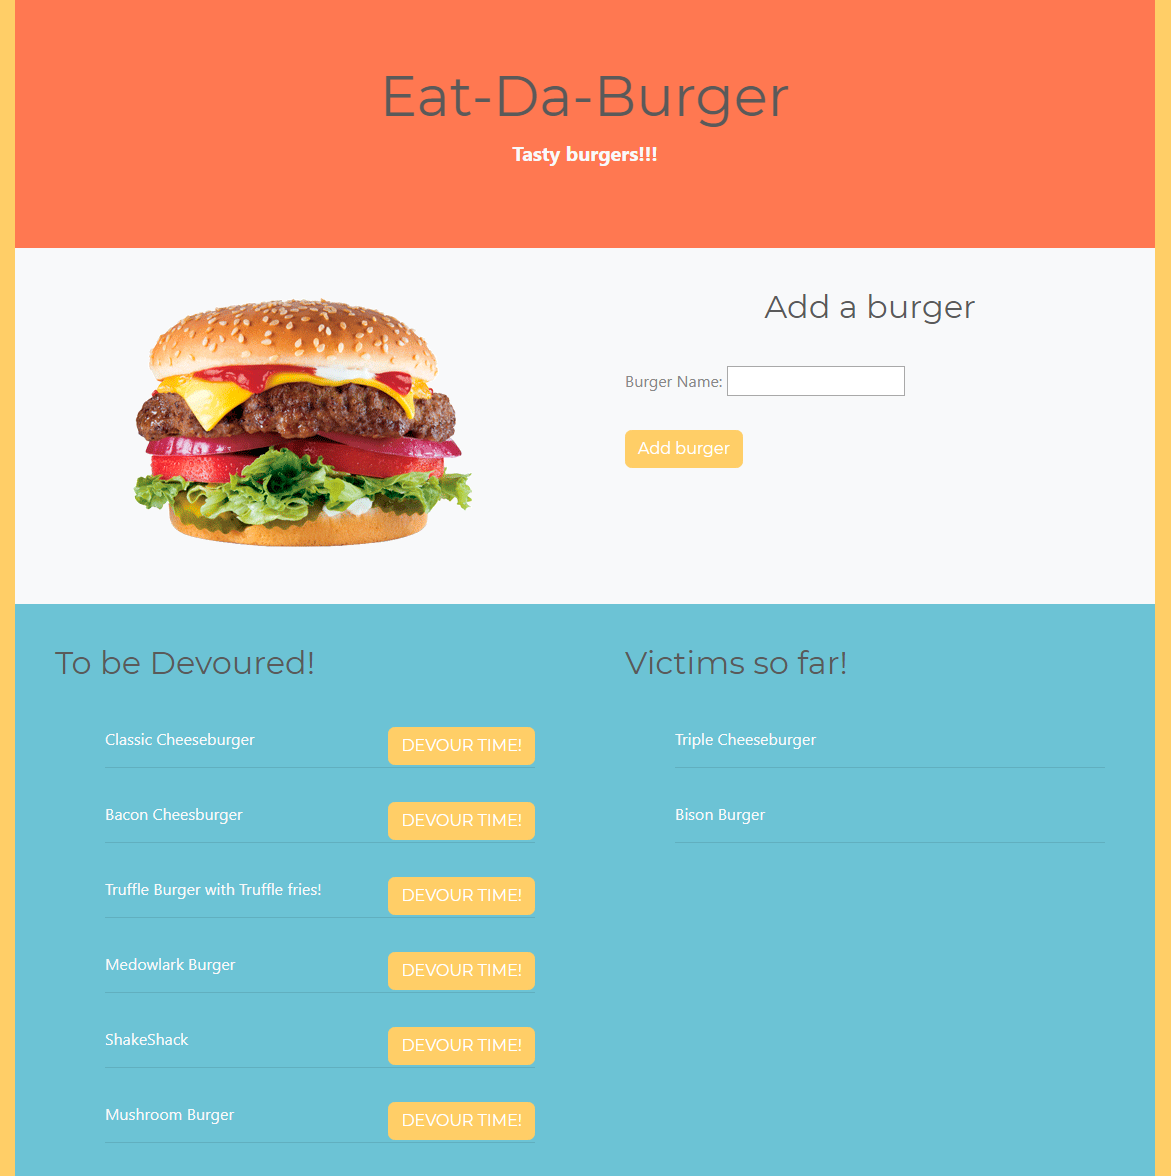 Eat-Da-Burger
Tasty burgers!!!
Add a burger
Burger Name:
Add burger
To be Devoured!
Classic Cheeseburger DEVOUR TIME!
Bacon Cheesburger DEVOUR TIME!
Truffle Burger with Truffle fries! DEVOUR TIME!
Medowlark Burger DEVOUR TIME!
ShakeShack DEVOUR TIME!
Mushroom Burger DEVOUR TIME!
Victims so far!
Triple Cheeseburger
Bison Burger